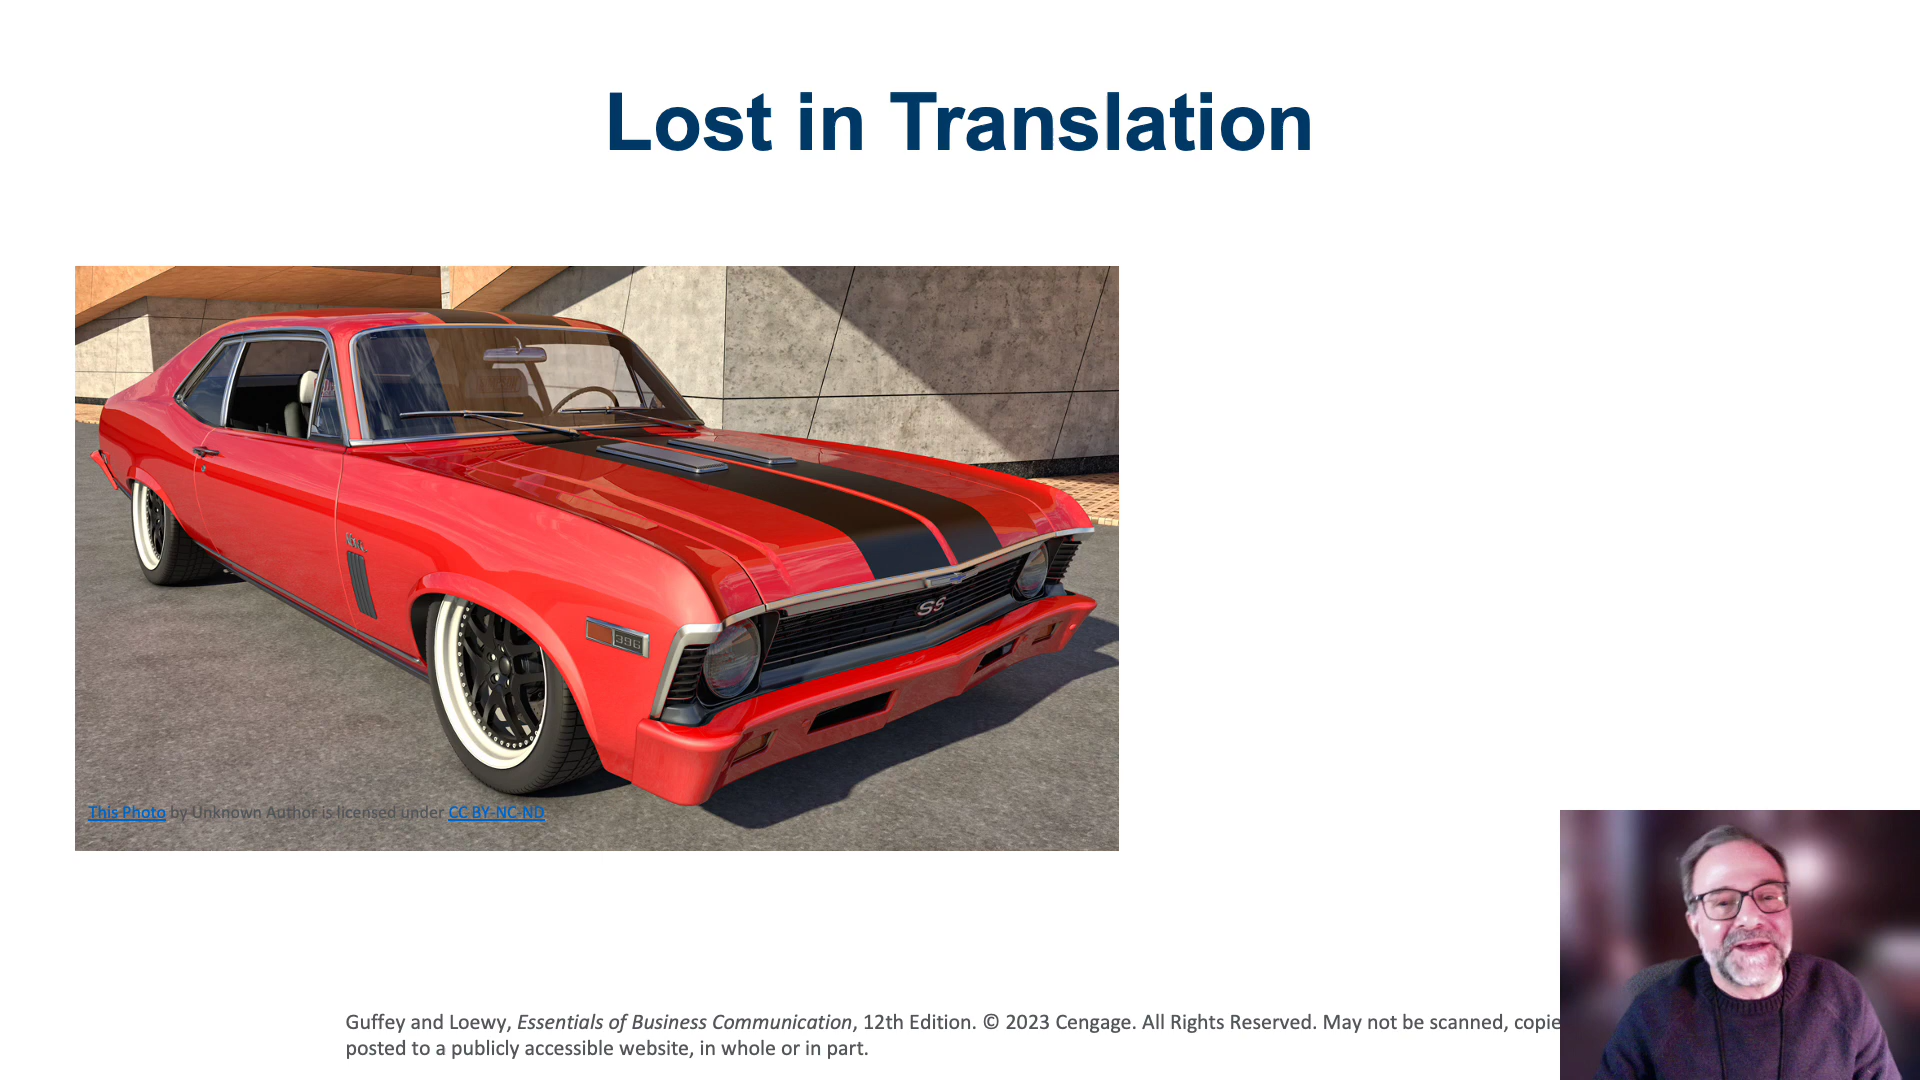 Lost in Translation
Nova
396
SS
This Photo by Unknown Author is licensed under CC BY-NC-ND
Guffey and Loewy, Essentials of Business Communication, 12th Edition. © 2023 Cengage. All Rights Reserved. May not be scanned, copie
posted to a publicly accessible website, in whole or in part.